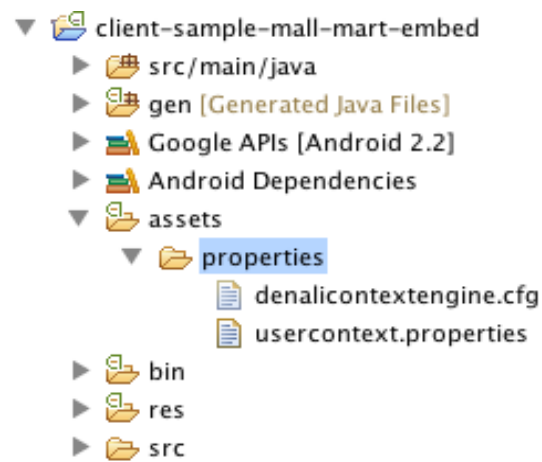 client-sample-mall-mart-embed
src/main/java
gen [Generated Java Files]
Google APIs [Android 2.2]
Android Dependencies
assets
properties
denalicontextengine.cfg
usercontext.properties
bin
res
src